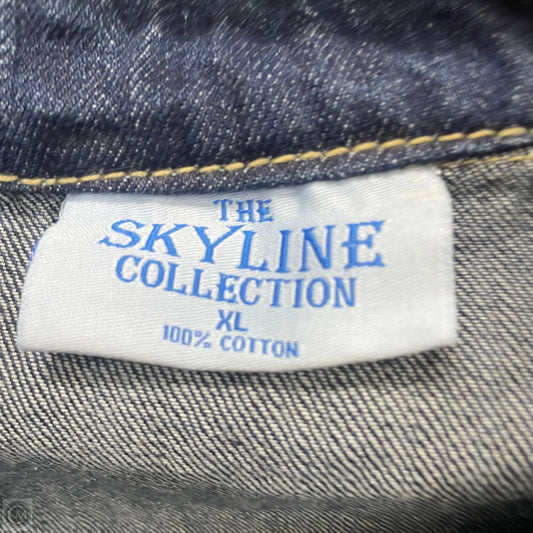 THE
SKYLINE
COLLECTION
XL
100% COTTON